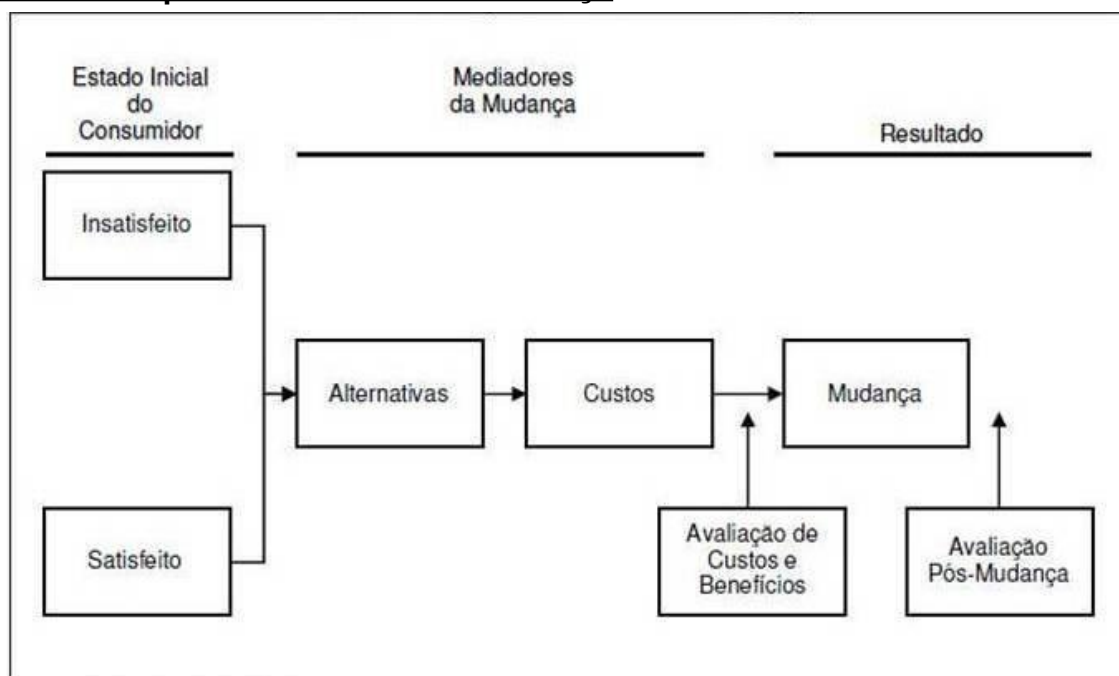 Estado Inicial
do
Consumidor
Mediadores
da Mudança
Resultado
Insatisfeito
Alternativas
Custos
Mudança
Satisfeito
Avaliação de
Custos e
Benefícios
Avaliação
Pós-Mudança